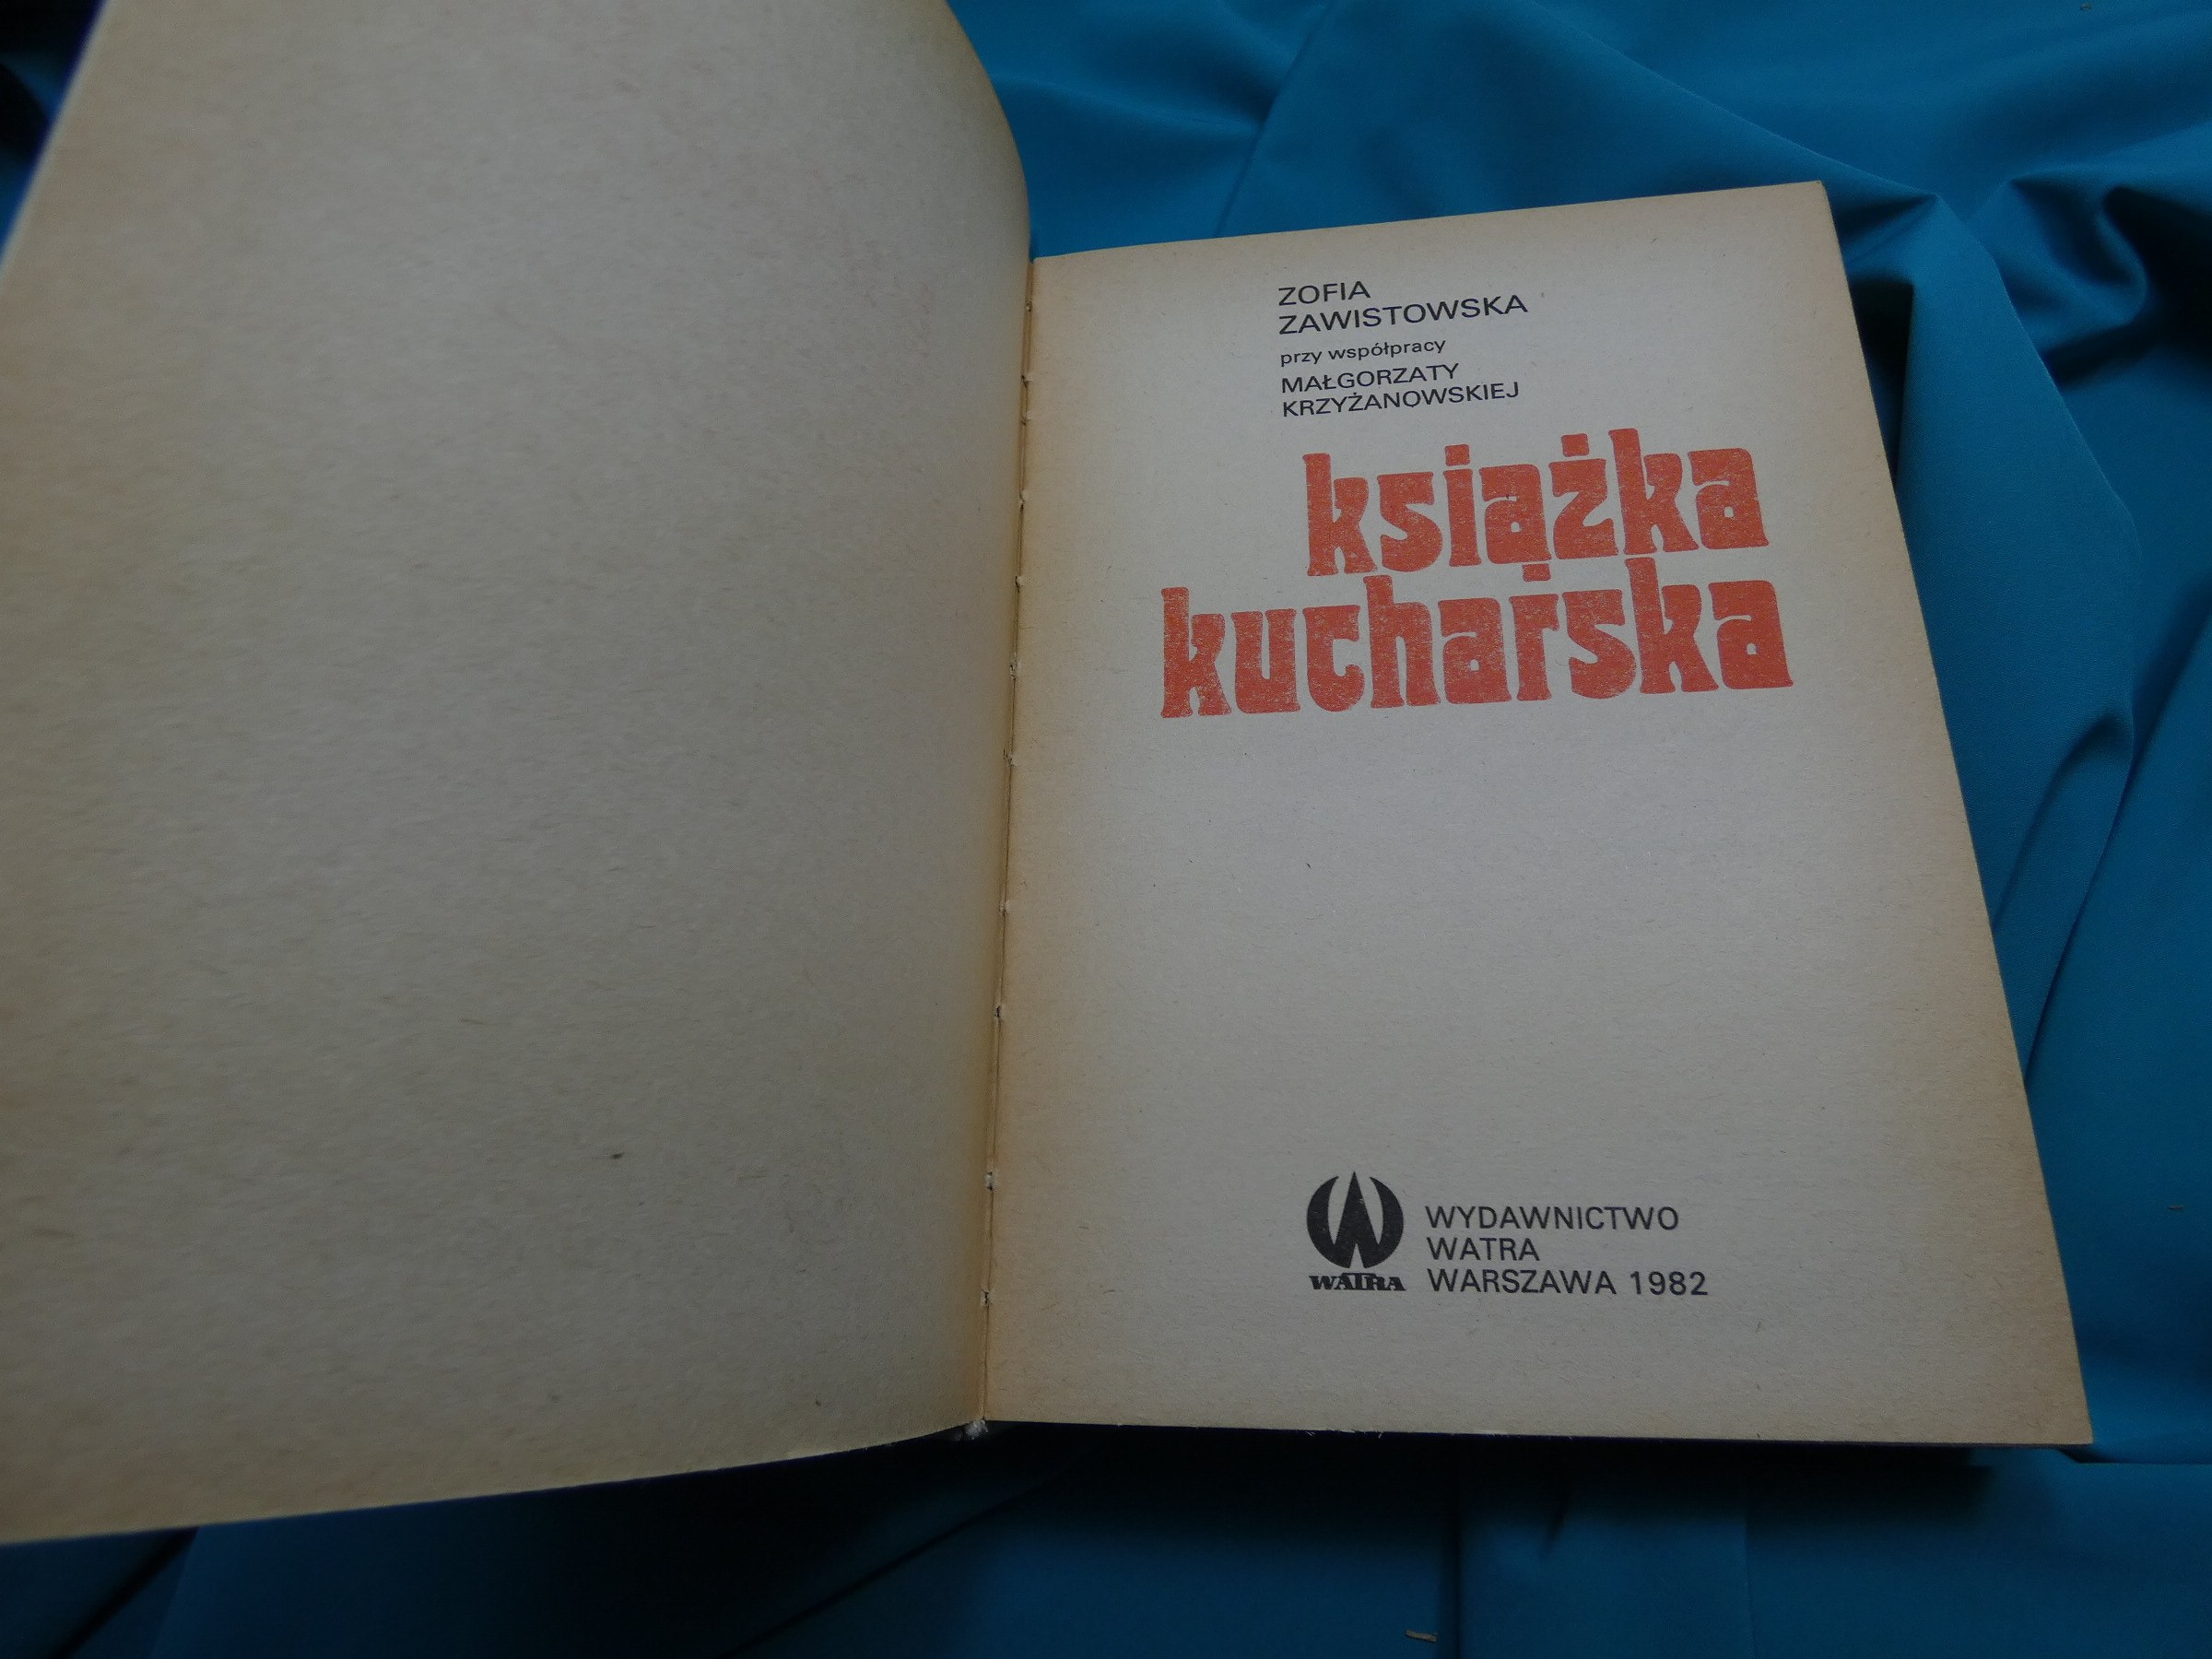 ZOFIA
ZAWISTOWSKA
przy współpracy
MAŁGORZATY
KRZYŻANOWSKIEJ
książka
kucharska
WATRA
WYDAWNICTWO
WATRA
WARSZAWA 1982